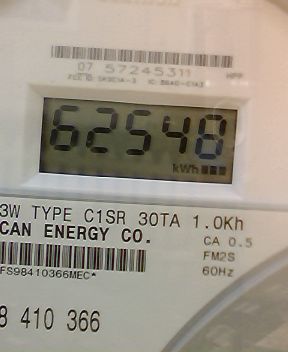 07 57245311
HPP
62548
kWh
3W TYPE C1SR 30TA 1.0Kh
CAN ENERGY CO.
CA 0.5
FM2S
60Hz
FS98410366MEC*
8 410 366